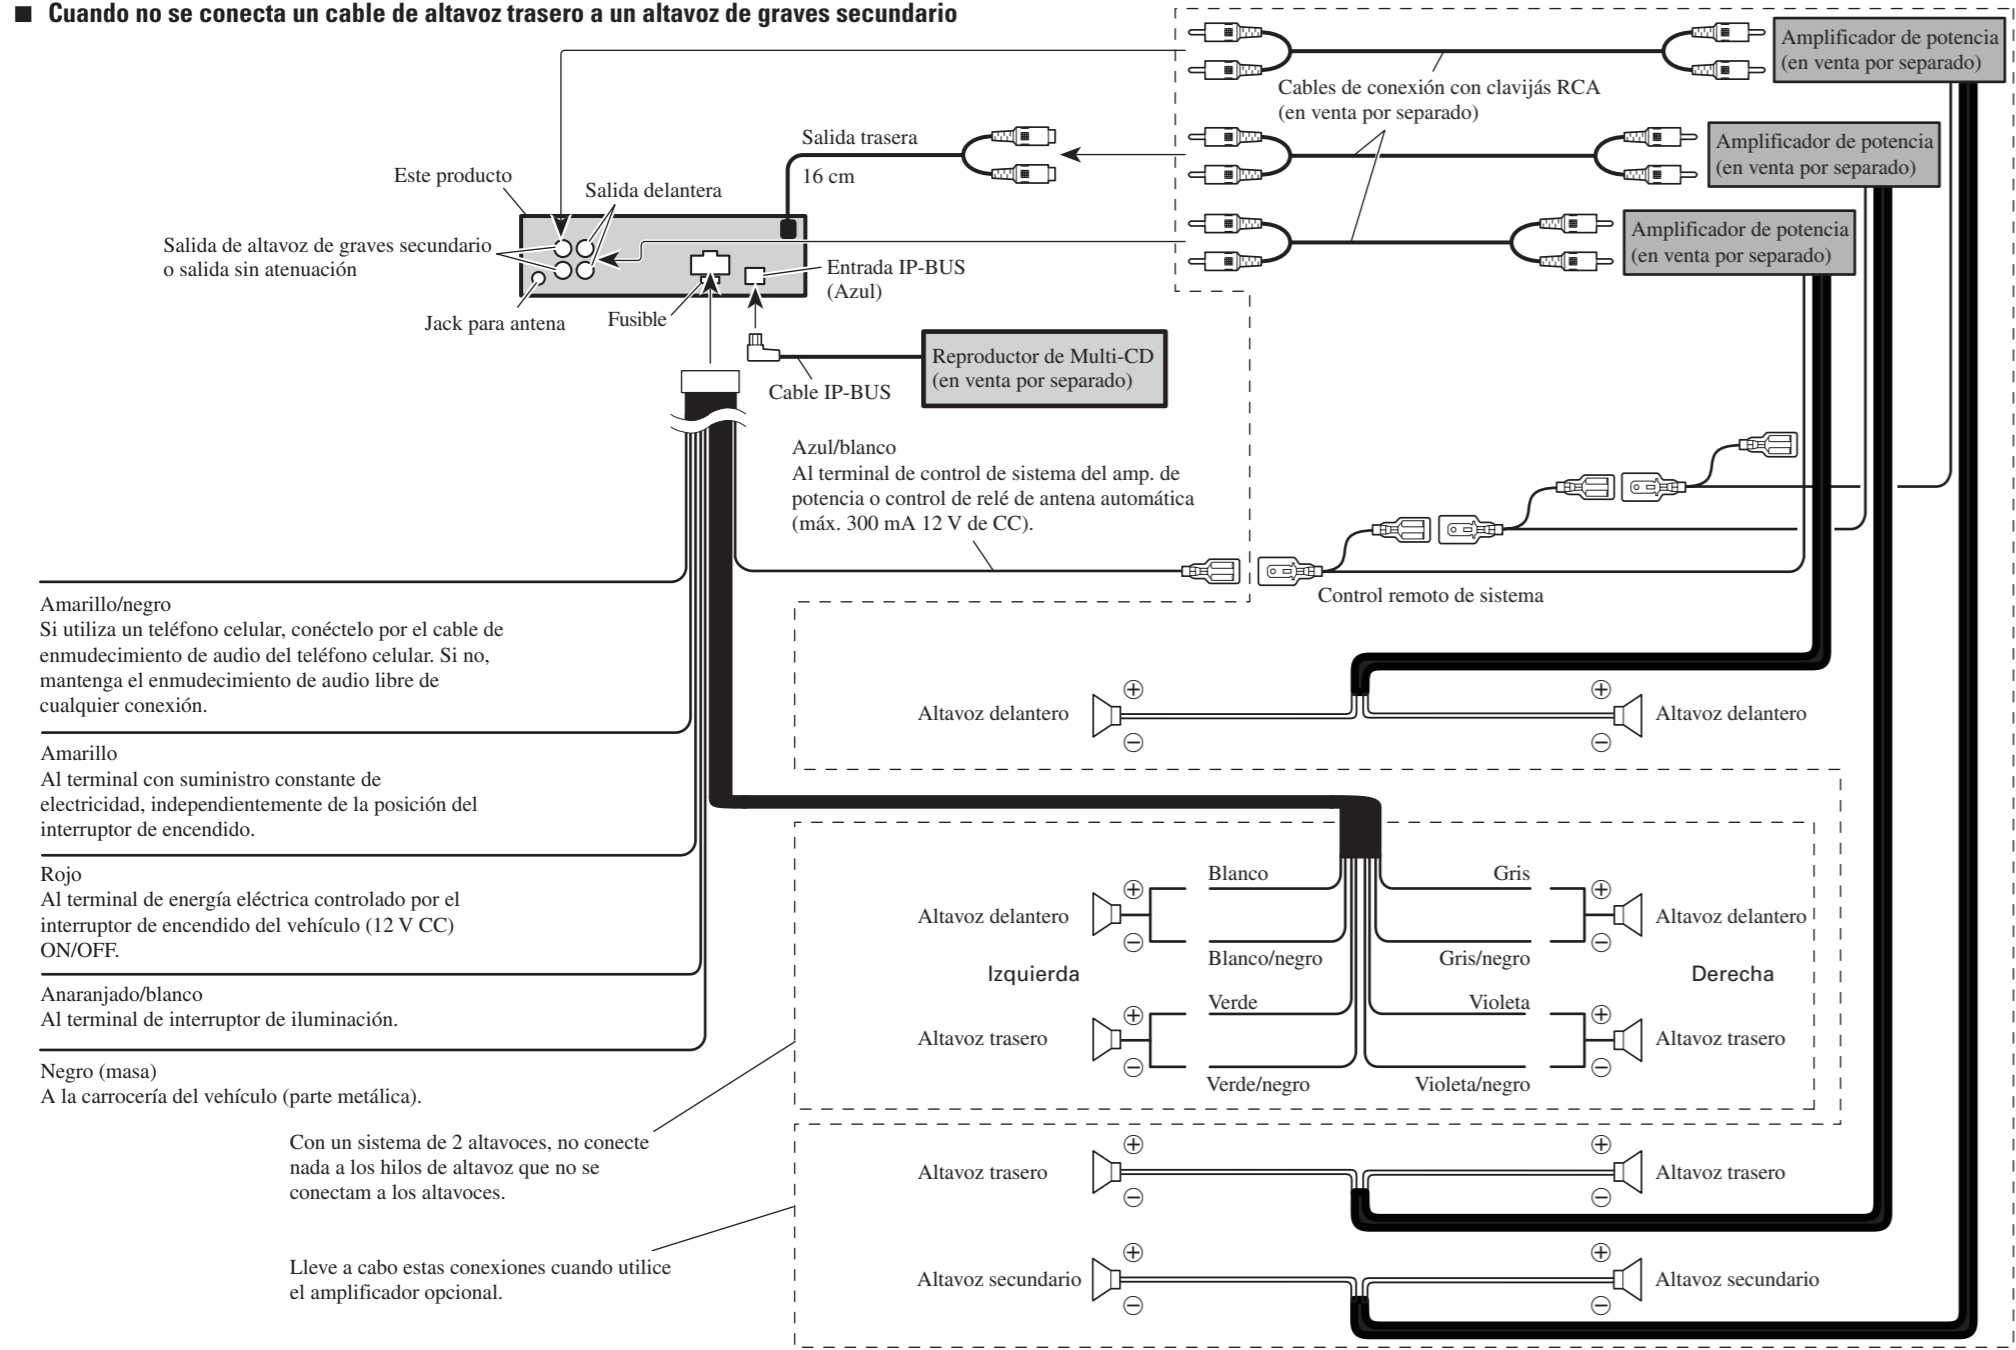 ■ Cuando no se conecta un cable de altavoz trasero a un altavoz de graves secundario
Amplificador de potencia
(en venta por separado)
Cables de conexión con clavijás RCA
(en venta por separado)
Salida trasera
16 cm
Amplificador de potencia
(en venta por separado)
Este producto
Salida delantera
Amplificador de potencia
(en venta por separado)
Salida de altavoz de graves secundario
o salida sin atenuación
Entrada IP-BUS
(Azul)
Jack para antena
Fusible
Reproductor de Multi-CD
(en venta por separado)
Cable IP-BUS
Azul/blanco
Al terminal de control de sistema del amp. de
potencia o control de relé de antena automática
(máx. 300 mA 12 V de CC).
Control remoto de sistema
Amarillo/negro
Si utiliza un teléfono celular, conéctelo por el cable de
enmudecimiento de audio del teléfono celular. Si no,
mantenga el enmudecimiento de audio libre de
cualquier conexión.
Amarillo
Al terminal con suministro constante de
electricidad, independientemente de la posición del
interruptor de encendido.
Rojo
Al terminal de energía eléctrica controlado por el
interruptor de encendido del vehículo (12 V CC)
ON/OFF.
Anaranjado/blanco
Al terminal de interruptor de iluminación.
Negro (masa)
A la carrocería del vehículo (parte metálica).
Con un sistema de 2 altavoces, no conecte
nada a los hilos de altavoz que no se
conectam a los altavoces.
Lleve a cabo estas conexiones cuando utilice
el amplificador opcional.
+ +
Altavoz delantero Altavoz delantero
− −
Blanco Gris
+ +
Altavoz delantero Altavoz delantero
− −
Blanco/negro Gris/negro
Izquierda Derecha
Verde Violeta
+ +
Altavoz trasero Altavoz trasero
− −
Verde/negro Violeta/negro
+ +
Altavoz trasero Altavoz trasero
− −
+ +
Altavoz secundario Altavoz secundario
− −